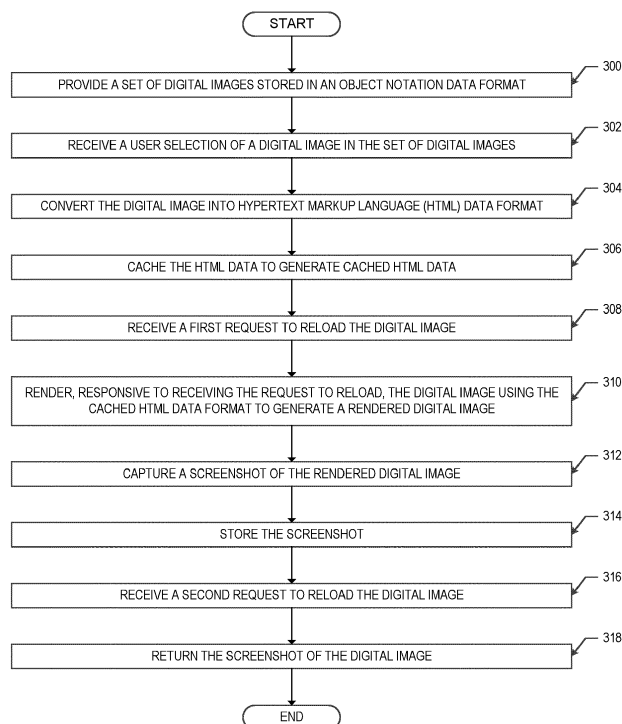 START
300
PROVIDE A SET OF DIGITAL IMAGES STORED IN AN OBJECT NOTATION DATA FORMAT
302
RECEIVE A USER SELECTION OF A DIGITAL IMAGE IN THE SET OF DIGITAL IMAGES
304
CONVERT THE DIGITAL IMAGE INTO HYPERTEXT MARKUP LANGUAGE (HTML) DATA FORMAT
306
CACHE THE HTML DATA TO GENERATE CACHED HTML DATA
308
RECEIVE A FIRST REQUEST TO RELOAD THE DIGITAL IMAGE
310
RENDER, RESPONSIVE TO RECEIVING THE REQUEST TO RELOAD, THE DIGITAL IMAGE USING THE
CACHED HTML DATA FORMAT TO GENERATE A RENDERED DIGITAL IMAGE
312
CAPTURE A SCREENSHOT OF THE RENDERED DIGITAL IMAGE
314
STORE THE SCREENSHOT
316
RECEIVE A SECOND REQUEST TO RELOAD THE DIGITAL IMAGE
318
RETURN THE SCREENSHOT OF THE DIGITAL IMAGE
END